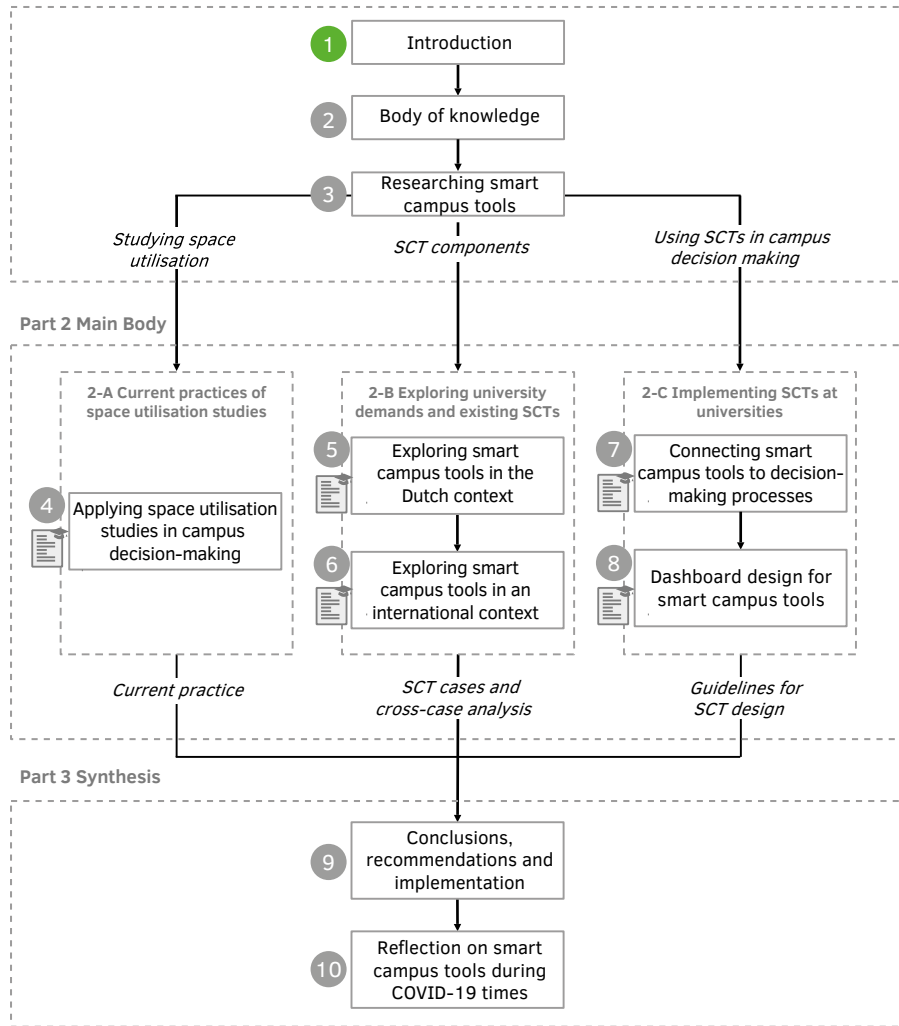 1
Introduction
2
Body of knowledge
3
Researching smart
campus tools
Studying space
utilisation
SCT components
Using SCTs in campus
decision making
Part 2 Main Body
2-A Current practices of
space utilisation studies
2-B Exploring university
demands and existing SCTs
2-C Implementing SCTs at
universities
4
Applying space utilisation
studies in campus
decision-making
5
Exploring smart
campus tools in the
Dutch context
6
Exploring smart
campus tools in an
international context
7
Connecting smart
campus tools to decision-
making processes
8
Dashboard design for
smart campus tools
Current practice
SCT cases and
cross-case analysis
Guidelines for
SCT design
Part 3 Synthesis
9
Conclusions,
recommendations and
implementation
10
Reflection on smart
campus tools during
COVID-19 times